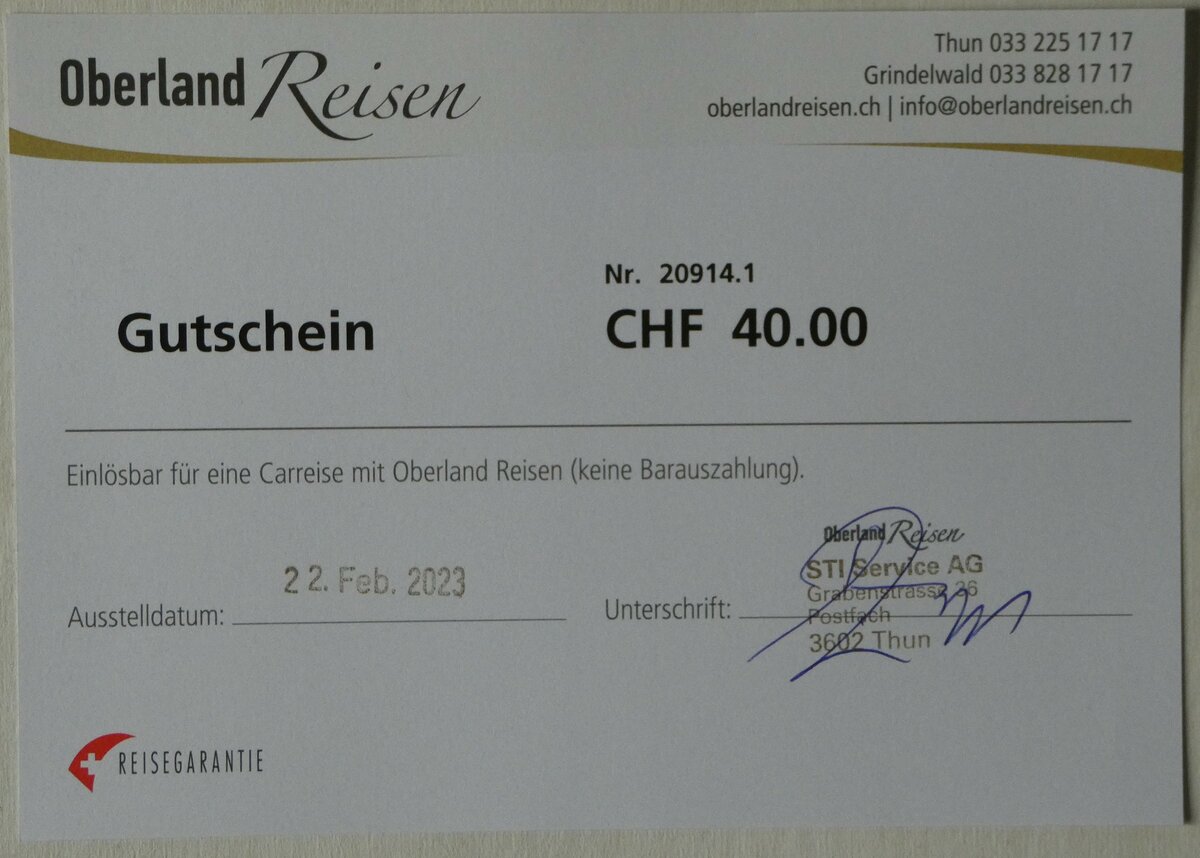 Oberland Reisen
Thun 033 225 17 17
Grindelwald 033 828 17 17
oberlandreisen.ch | info@oberlandreisen.ch
Nr. 20914.1
Gutschein
CHF 40.00
Einlösbar für eine Carreise mit Oberland Reisen (keine Barauszahlung).
22. Feb. 2023
Ausstelldatum:
Unterschrift:
Oberland Reisen
STI Service AG
Grabenstrasse 36
Postfach
3602 Thun
REISEGARANTIE